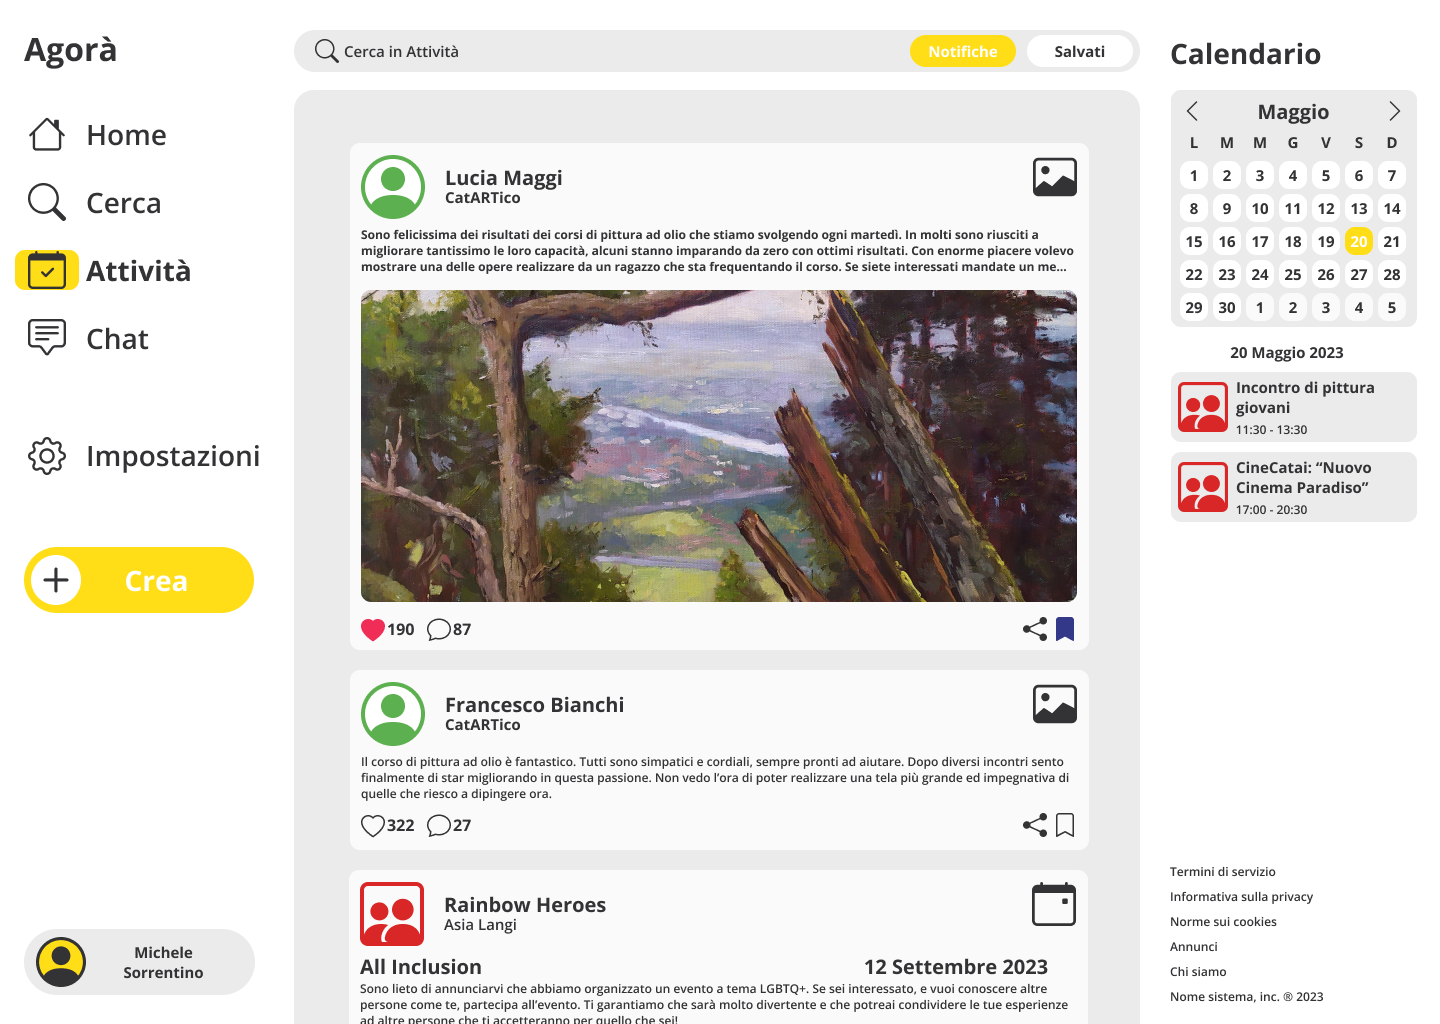 Agorà
Home
Cerca
Attività
Chat
Impostazioni
Crea
Michele
Sorrentino
Cerca in Attività
Notifiche
Salvati
Lucia Maggi
CatARTico
Sono felicissima dei risultati dei corsi di pittura ad olio che stiamo svolgendo ogni martedì. In molti sono riusciti a
migliorare tantissimo le loro capacità, alcuni stanno imparando da zero con ottimi risultati. Con enorme piacere volevo
mostrare una delle opere realizzare da un ragazzo che sta frequentando il corso. Se siete interessati mandate un me...
190
87
Francesco Bianchi
CatARTico
Il corso di pittura ad olio è fantastico. Tutti sono simpatici e cordiali, sempre pronti ad aiutare. Dopo diversi incontri sento
finalmente di star migliorando in questa passione. Non vedo l’ora di poter realizzare una tela più grande ed impegnativa di
quelle che riesco a dipingere ora.
322
27
Rainbow Heroes
Asia Langi
All Inclusion
12 Settembre 2023
Sono lieto di annunciarvi che abbiamo organizzato un evento a tema LGBTQ+. Se sei interessato, e vuoi conoscere altre
persone come te, partecipa all’evento. Ti garantiamo che sarà molto divertente e che potreai condividere le tue esperienze
ad altre persone che ti accetteranno per quello che sei!
Calendario
Maggio
L M M G V S D
1 2 3 4 5 6 7
8 9 10 11 12 13 14
15 16 17 18 19 20 21
22 23 24 25 26 27 28
29 30 1 2 3 4 5
20 Maggio 2023
Incontro di pittura
giovani
11:30 - 13:30
CineCatai: “Nuovo
Cinema Paradiso”
17:00 - 20:30
Termini di servizio
Informativa sulla privacy
Norme sui cookies
Annunci
Chi siamo
Nome sistema, inc. ® 2023